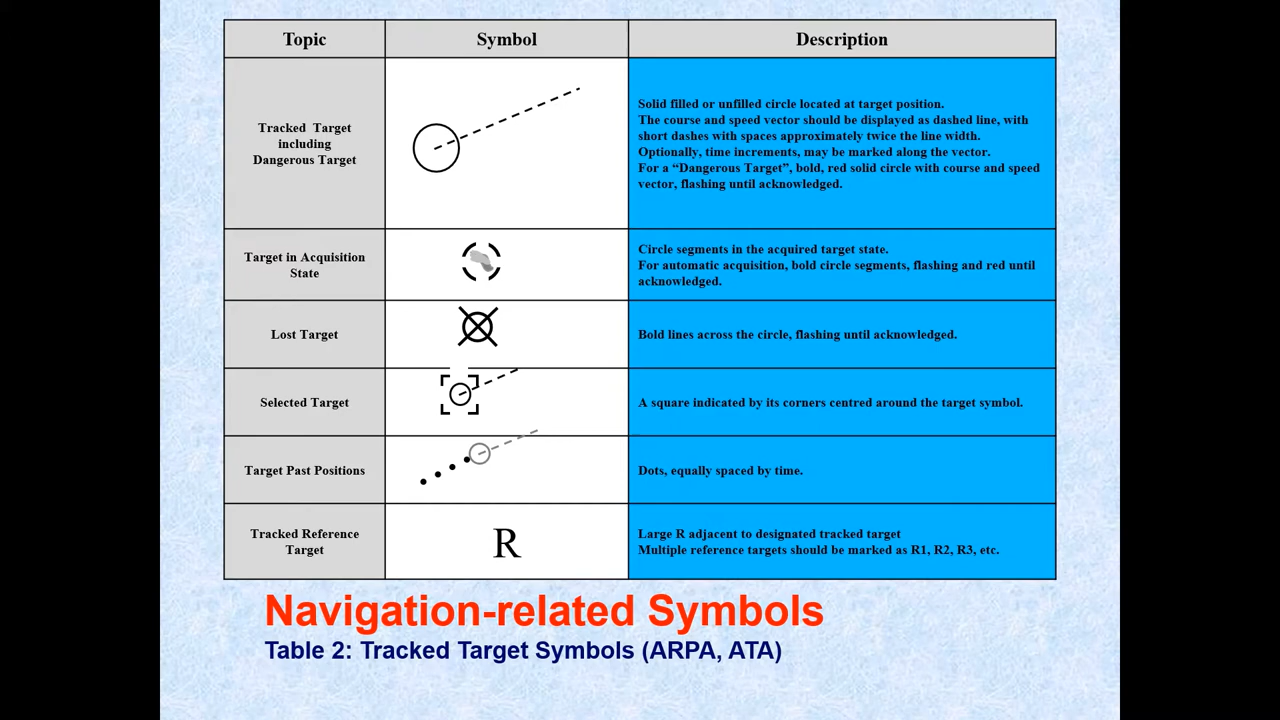 Topic
Symbol
Description
Tracked Target
including
Dangerous Target
Solid filled or unfilled circle located at target position.
The course and speed vector should be displayed as dashed line, with
short dashes with spaces approximately twice the line width.
Optionally, time increments, may be marked along the vector.
For a “Dangerous Target”, bold, red solid circle with course and speed
vector, flashing until acknowledged.
Target in Acquisition
State
Circle segments in the acquired target state.
For automatic acquisition, bold circle segments, flashing and red until
acknowledged.
Lost Target
Bold lines across the circle, flashing until acknowledged.
Selected Target
A square indicated by its corners centred around the target symbol.
Target Past Positions
Dots, equally spaced by time.
Tracked Reference
Target
R
Large R adjacent to designated tracked target
Multiple reference targets should be marked as R1, R2, R3, etc.
Navigation-related Symbols
Table 2: Tracked Target Symbols (ARPA, ATA)